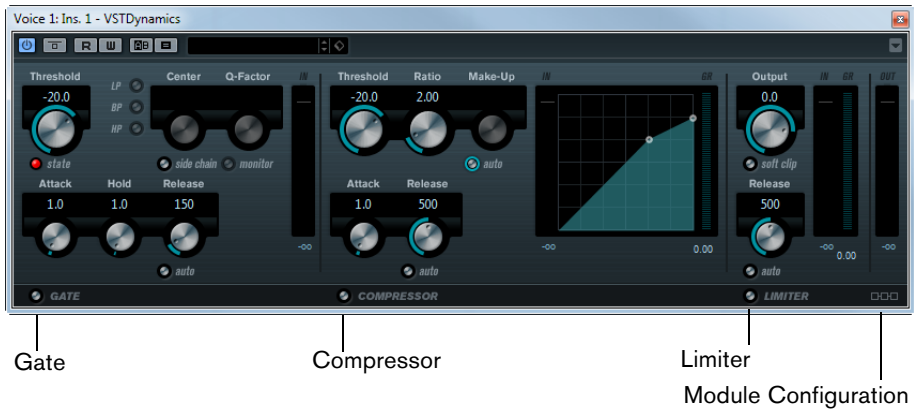 Voice 1: Ins. 1 - VSTDynamics
R W AB
Threshold LP Center Q-Factor IN Threshold Ratio Make-Up IN GR Output IN GR OUT
-20.0 BP -20.0 2.00 0.0
HP
state side chain monitor auto soft clip
Attack Hold Release Attack Release Release
1.0 1.0 150 1.0 500 500
-∞ -∞ 0.00 -∞ 0.00 -∞
auto auto auto
GATE COMPRESSOR LIMITER
Gate Compressor Limiter
Module Configuration